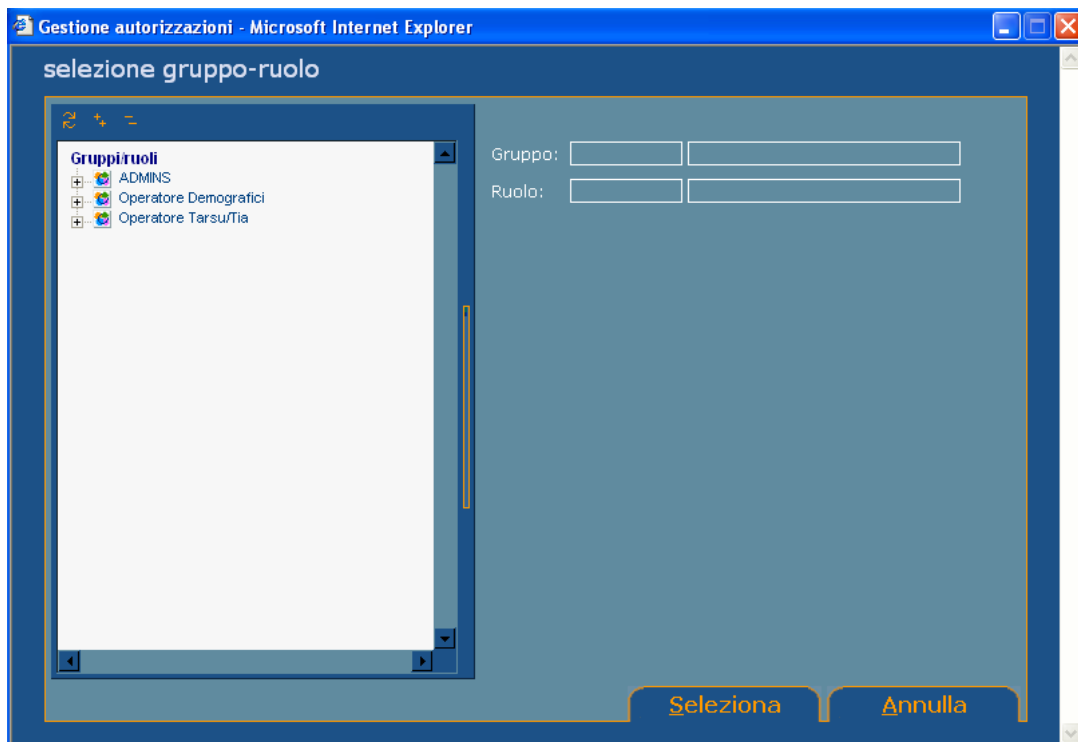 Gestione autorizzazioni - Microsoft Internet Explorer
selezione gruppo-ruolo
Gruppi/ruoli
ADMINS
Operatore Demografici
Operatore Tarsu/Tia
Gruppo:
Ruolo:
Seleziona
Annulla